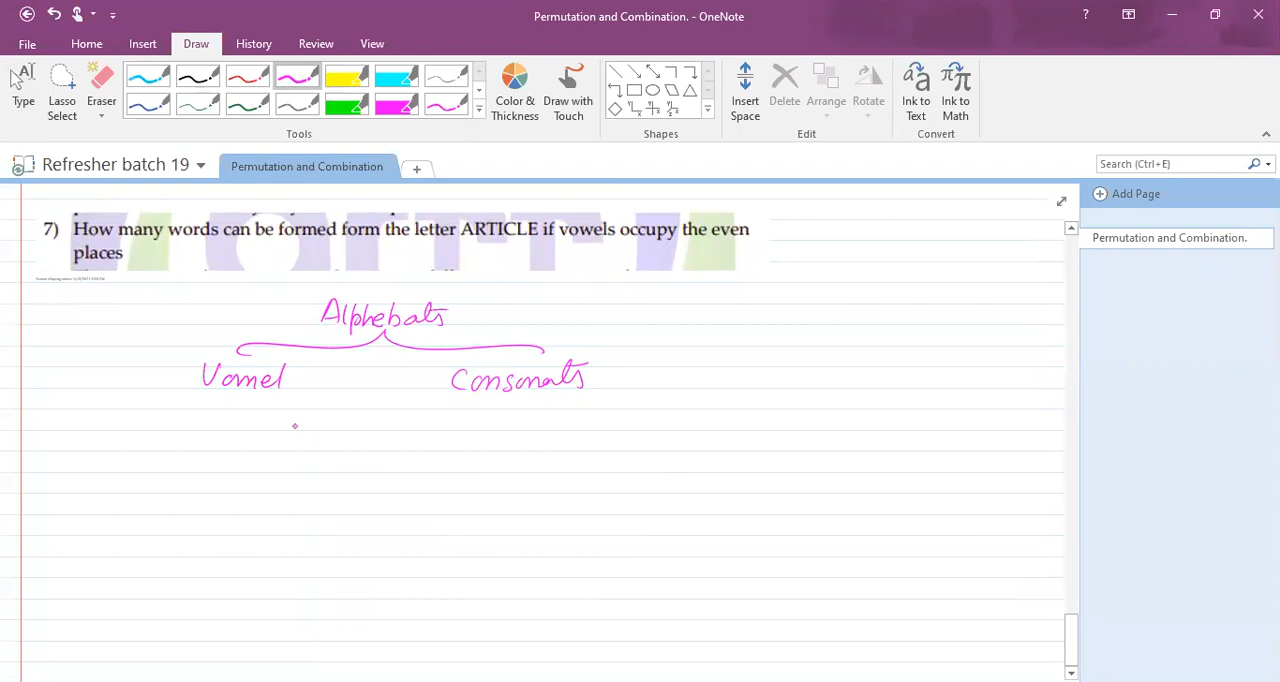 Permutation and Combination. - OneNote
?
File
Home
Insert
Draw
History
Review
View
Type
Lasso Select
Eraser
Color & Thickness
Draw with Touch
Insert Space
Delete
Arrange
Rotate
Ink to Text
Ink to Math
Tools
Shapes
Edit
Convert
Refresher batch 19
Permutation and Combination
Search (Ctrl+E)
Add Page
Permutation and Combination.
7) How many words can be formed form the letter ARTICLE if vowels occupy the even
places
Alphebats
Vowel
Consonats